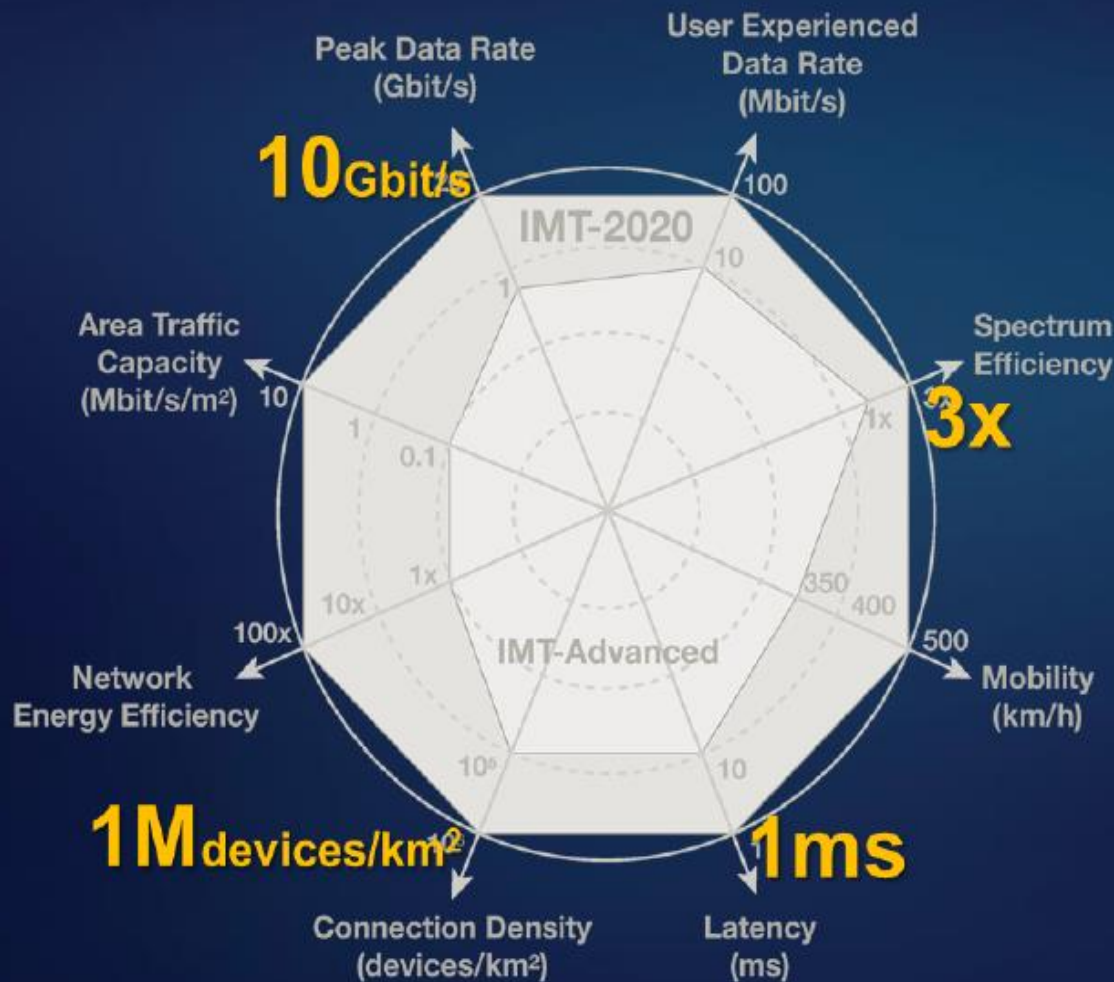 Peak Data Rate
(Gbit/s)
User Experienced
Data Rate
(Mbit/s)
10Gbit/s
100
IMT-2020
10
1
Area Traffic
Capacity
(Mbit/s/m²)
10
1
0.1
Spectrum
Efficiency
1x
3x
1x
10x
100x
350
400
500
Network
Energy Efficiency
IMT-Advanced
Mobility
(km/h)
10
1M devices/km²
1ms
Connection Density
(devices/km²)
Latency
(ms)